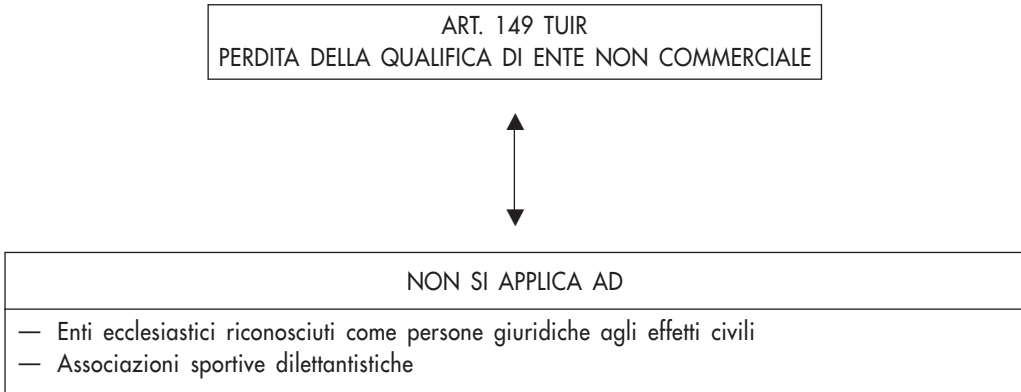 ART. 149 TUIR
PERDITA DELLA QUALIFICA DI ENTE NON COMMERCIALE
NON SI APPLICA AD
— Enti ecclesiastici riconosciuti come persone giuridiche agli effetti civili
— Associazioni sportive dilettantistiche